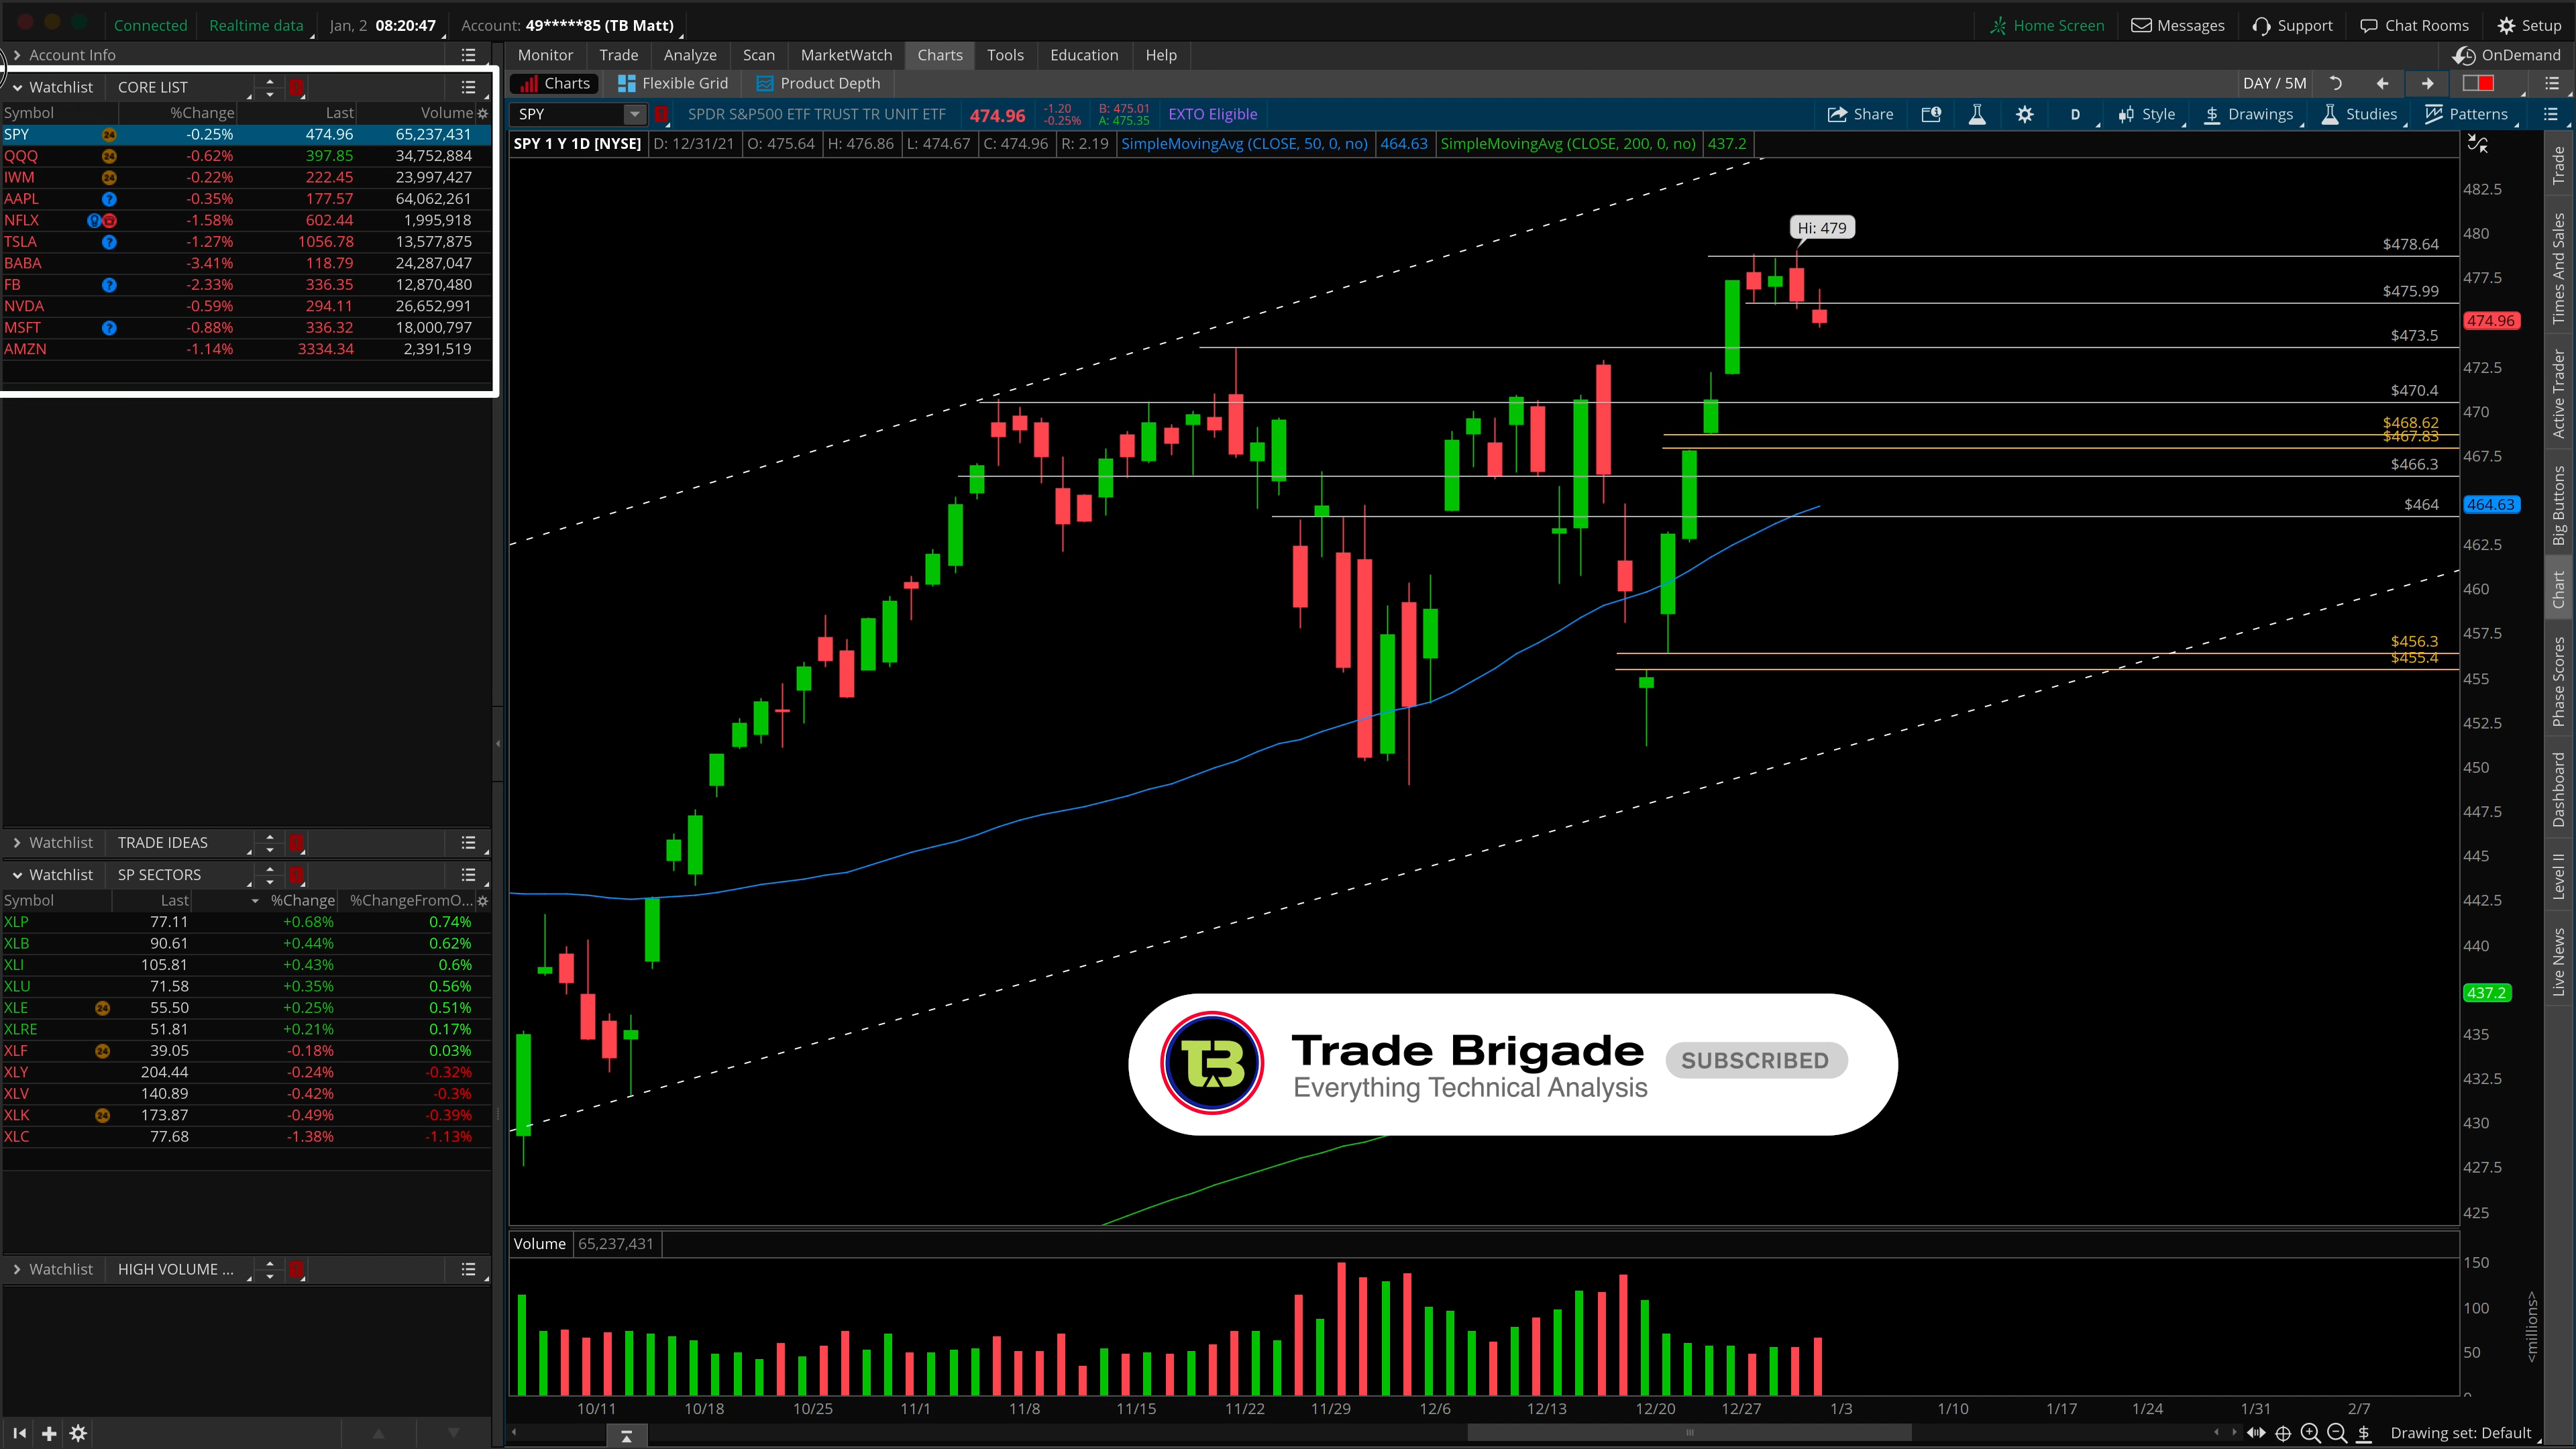 Connected Realtime data Jan, 2 08:20:47 Account: 49*****85 (TB Matt) Home Screen Messages Support Chat Rooms Setup
Account Info Monitor Trade Analyze Scan MarketWatch Charts Tools Education Help OnDemand
Watchlist CORE LIST Charts Flexible Grid Product Depth DAY / 5M
Symbol %Change Last Volume
SPY 24 -0.25% 474.96 65,237,431
QQQ 24 -0.62% 397.85 34,752,884
IWM 24 -0.22% 222.45 23,997,427
AAPL ? -0.35% 177.57 64,062,261
NFLX -1.58% 602.44 1,995,918
TSLA ? -1.27% 1056.78 13,577,875
BABA -3.41% 118.79 24,287,047
FB ? -2.33% 336.35 12,870,480
NVDA -0.59% 294.11 26,652,991
MSFT ? -0.88% 336.32 18,000,797
AMZN -1.14% 3334.34 2,391,519
Watchlist TRADE IDEAS
Watchlist SP SECTORS
Symbol Last %Change %ChangeFromO...
XLP 77.11 +0.68% 0.74%
XLB 90.61 +0.44% 0.62%
XLI 105.81 +0.43% 0.6%
XLU 71.58 +0.35% 0.56%
XLE 24 55.50 +0.25% 0.51%
XLRE 51.81 +0.21% 0.17%
XLF 24 39.05 -0.18% 0.03%
XLY 204.44 -0.24% -0.32%
XLV 140.89 -0.42% -0.3%
XLK 24 173.87 -0.49% -0.39%
XLC 77.68 -1.38% -1.13%
Watchlist HIGH VOLUME ...
SPY SPDR S&P500 ETF TRUST TR UNIT ETF 474.96 -1.20 -0.25% B: 475.01 A: 475.35 EXTO Eligible Share D Style $ Drawings Studies Patterns
SPY 1 Y 1D [NYSE] D: 12/31/21 O: 475.64 H: 476.86 L: 474.67 C: 474.96 R: 2.19 SimpleMovingAvg (CLOSE, 50, 0, no) 464.63 SimpleMovingAvg (CLOSE, 200, 0, no) 437.2
Hi: 479
$478.64
$475.99
$473.5
$470.4
$468.62
$467.83
$466.3
$464
$456.3
$455.4
482.5
480
477.5
474.96
472.5
470
467.5
464.63
462.5
460
457.5
455
452.5
450
447.5
445
442.5
440
437.2
435
432.5
430
427.5
425
TB
Trade Brigade
Everything Technical Analysis
SUBSCRIBED
Volume 65,237,431
150
100
50
0
<millions>
10/11 10/18 10/25 11/1 11/8 11/15 11/22 11/29 12/6 12/13 12/20 12/27 1/3 1/10 1/17 1/24 1/31 2/7
$ Drawing set: Default
Trade
Times And Sales
Active Trader
Big Buttons
Chart
Phase Scores
Dashboard
Level II
Live News